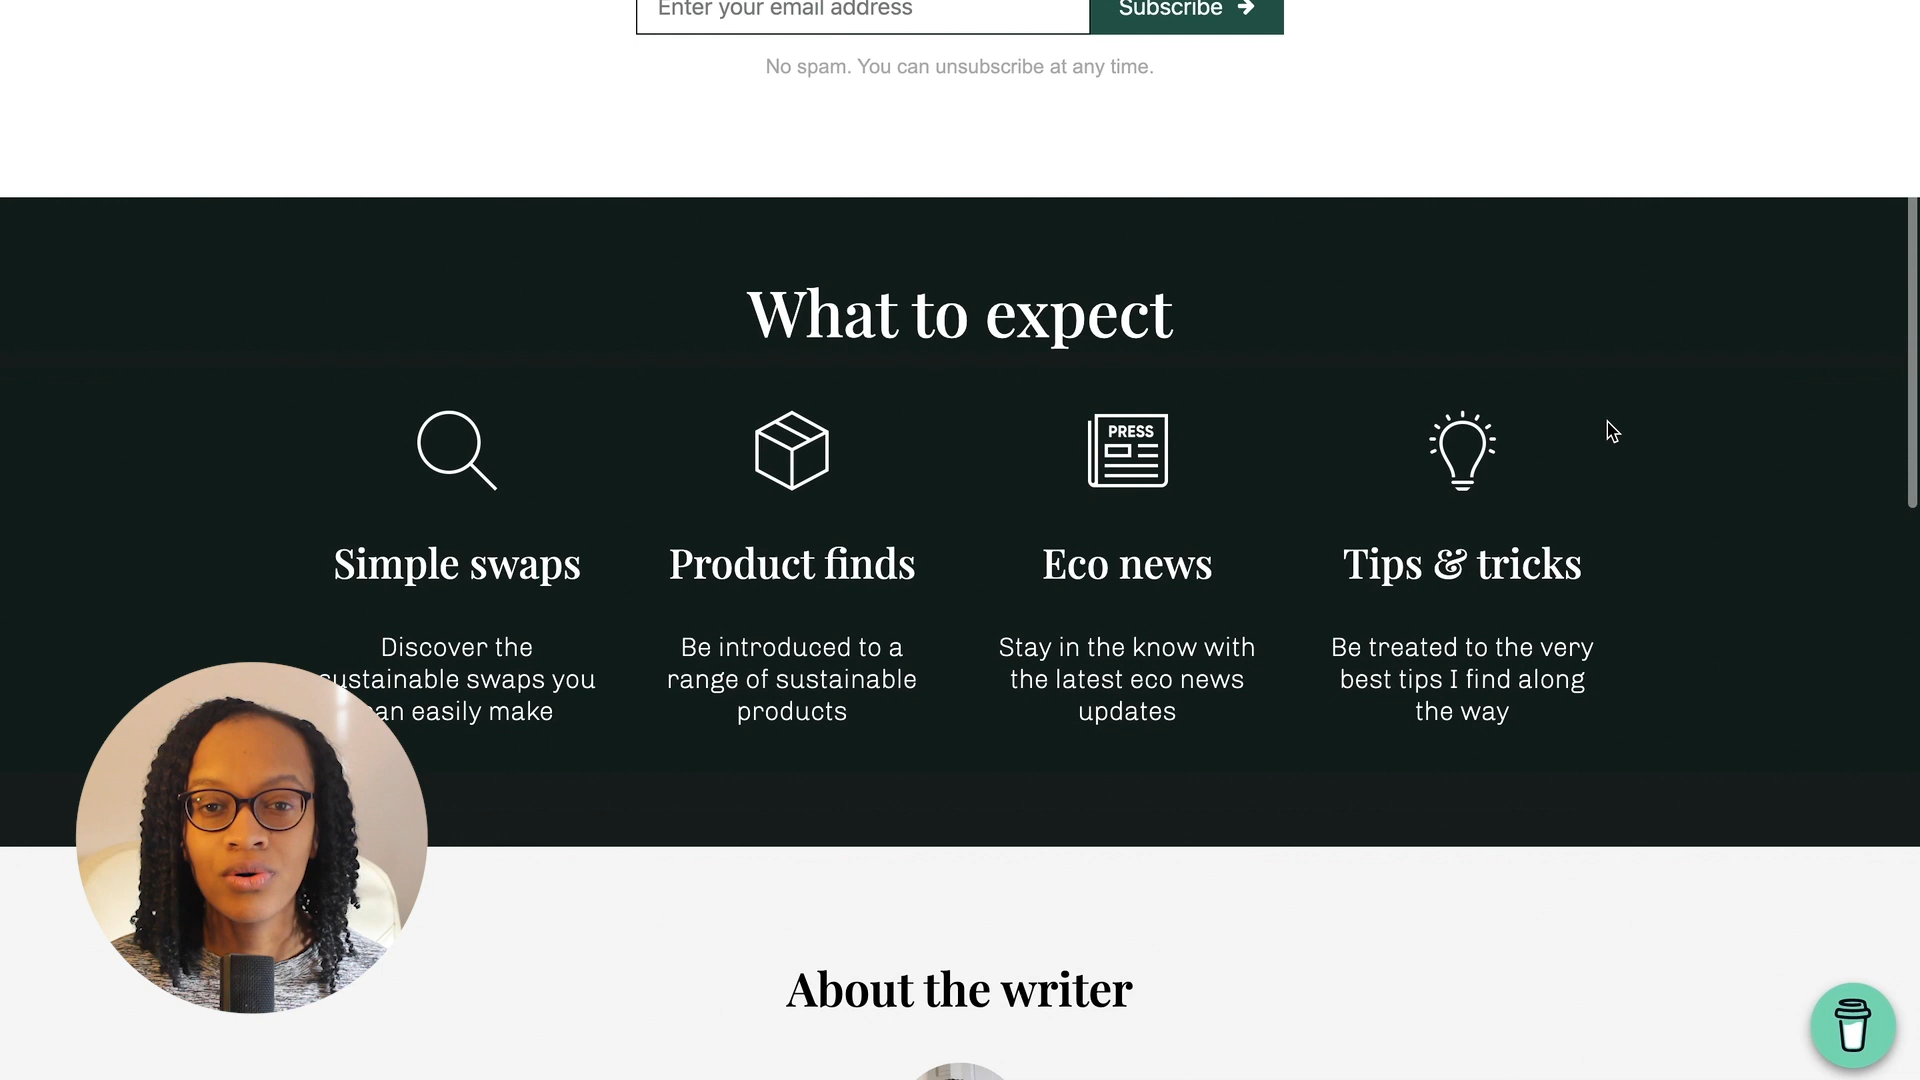 Enter your email address
Subscribe
No spam. You can unsubscribe at any time.
What to expect
PRESS
Simple swaps
Product finds
Eco news
Tips & tricks
Discover the
sustainable swaps you
can easily make
Be introduced to a
range of sustainable
products
Stay in the know with
the latest eco news
updates
Be treated to the very
best tips I find along
the way
About the writer